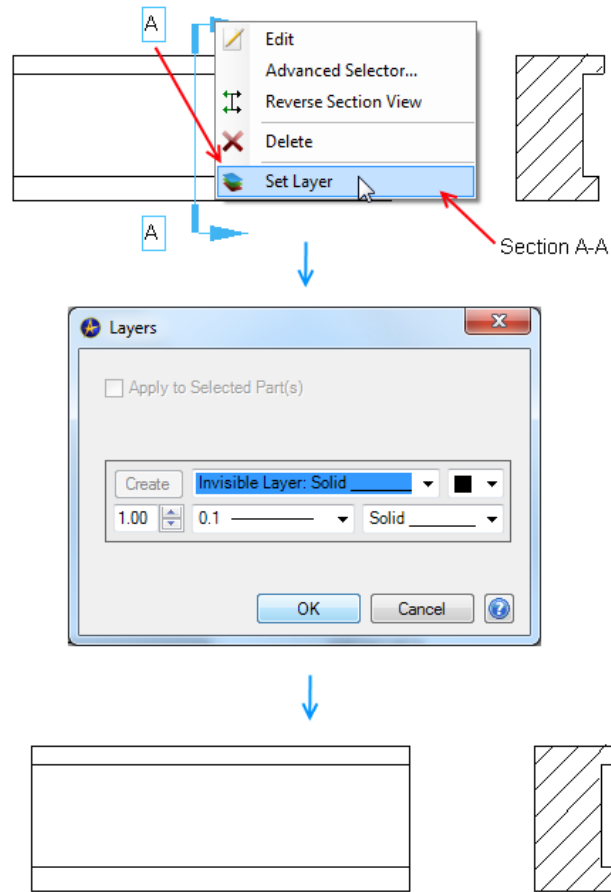 A
Edit
Advanced Selector...
Reverse Section View
Delete
Set Layer
A
Section A-A
Layers
Apply to Selected Part(s)
Create Invisible Layer: Solid
1.00 0.1 Solid
OK Cancel